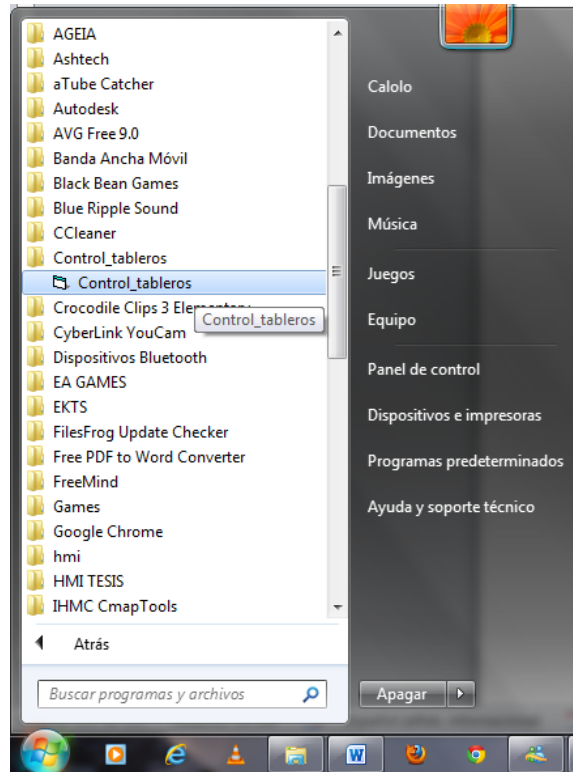 AGEIA
Ashtech
aTube Catcher
Autodesk
AVG Free 9.0
Banda Ancha Móvil
Black Bean Games
Blue Ripple Sound
CCleaner
Control_tableros
Control_tableros
Crocodile Clips 3 Elementary
Control_tableros
CyberLink YouCam
Dispositivos Bluetooth
EA GAMES
EKTS
FilesFrog Update Checker
Free PDF to Word Converter
FreeMind
Games
Google Chrome
hmi
HMI TESIS
IHMC CmapTools
Atrás
Buscar programas y archivos
Calolo
Documentos
Imágenes
Música
Juegos
Equipo
Panel de control
Dispositivos e impresoras
Programas predeterminados
Ayuda y soporte técnico
Apagar